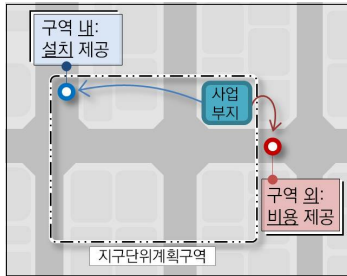 구역 내:
설치 제공
사업
부지
구역 외:
비용 제공
지구단위계획구역